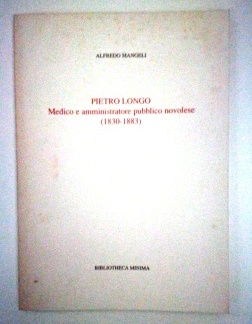 ALFREDO MANGELI
PIETRO LONGO
Medico e amministratore pubblico novolese
(1830-1883)
BIBLIOTHECA MINIMA